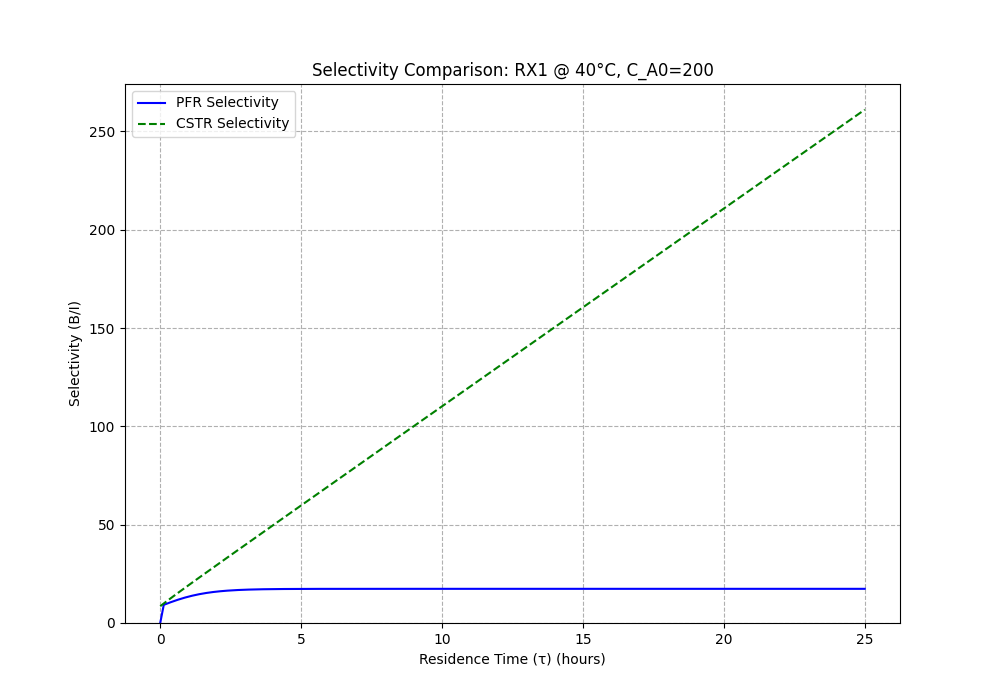 Selectivity Comparison: RX1 @ 40°C, C_A0=200
PFR Selectivity
CSTR Selectivity
Selectivity (B/I)
250
200
150
100
50
0
0 5 10 15 20 25
Residence Time (τ) (hours)